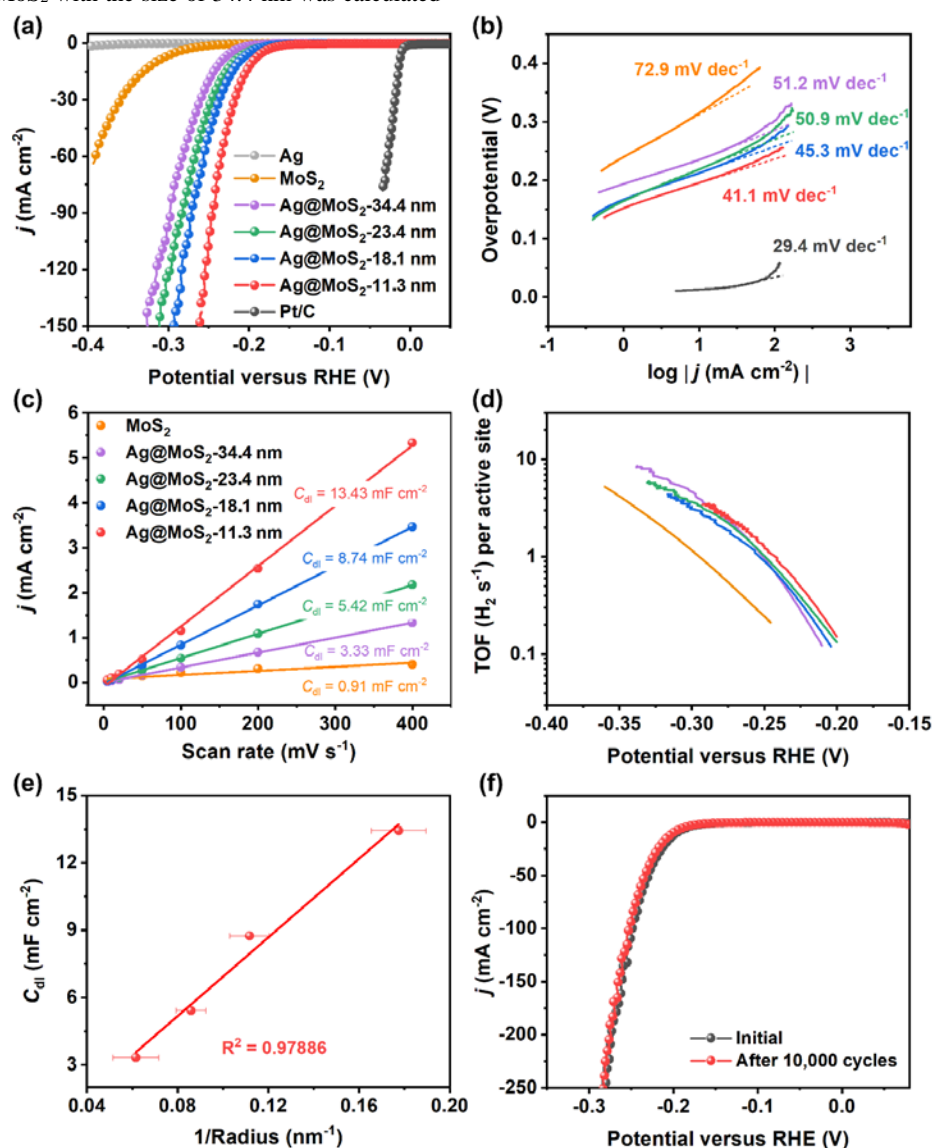 MoS₂ with the size of 34.4 nm was calculated
(a)
0
-30
-60
-90
-120
-150
j (mA cm⁻²)
Ag
MoS₂
Ag@MoS₂-34.4 nm
Ag@MoS₂-23.4 nm
Ag@MoS₂-18.1 nm
Ag@MoS₂-11.3 nm
Pt/C
-0.4 -0.3 -0.2 -0.1 0.0
Potential versus RHE (V)
(b)
0.4
0.3
0.2
0.1
0.0
Overpotential (V)
72.9 mV dec⁻¹
51.2 mV dec⁻¹
50.9 mV dec⁻¹
45.3 mV dec⁻¹
41.1 mV dec⁻¹
29.4 mV dec⁻¹
-1 0 1 2 3
log | j (mA cm⁻²) |
(c)
6
5
4
3
2
1
0
j (mA cm⁻²)
MoS₂
Ag@MoS₂-34.4 nm
Ag@MoS₂-23.4 nm
Ag@MoS₂-18.1 nm
Ag@MoS₂-11.3 nm
C_dl = 13.43 mF cm⁻²
C_dl = 8.74 mF cm⁻²
C_dl = 5.42 mF cm⁻²
C_dl = 3.33 mF cm⁻²
C_dl = 0.91 mF cm⁻²
0 100 200 300 400
Scan rate (mV s⁻¹)
(d)
10
1
0.1
TOF (H₂ s⁻¹) per active site
-0.40 -0.35 -0.30 -0.25 -0.20 -0.15
Potential versus RHE (V)
(e)
15
12
9
6
3
C_dl (mF cm⁻²)
R² = 0.97886
0.04 0.08 0.12 0.16 0.20
1/Radius (nm⁻¹)
(f)
0
-50
-100
-150
-200
-250
j (mA cm⁻²)
Initial
After 10,000 cycles
-0.3 -0.2 -0.1 0.0
Potential versus RHE (V)